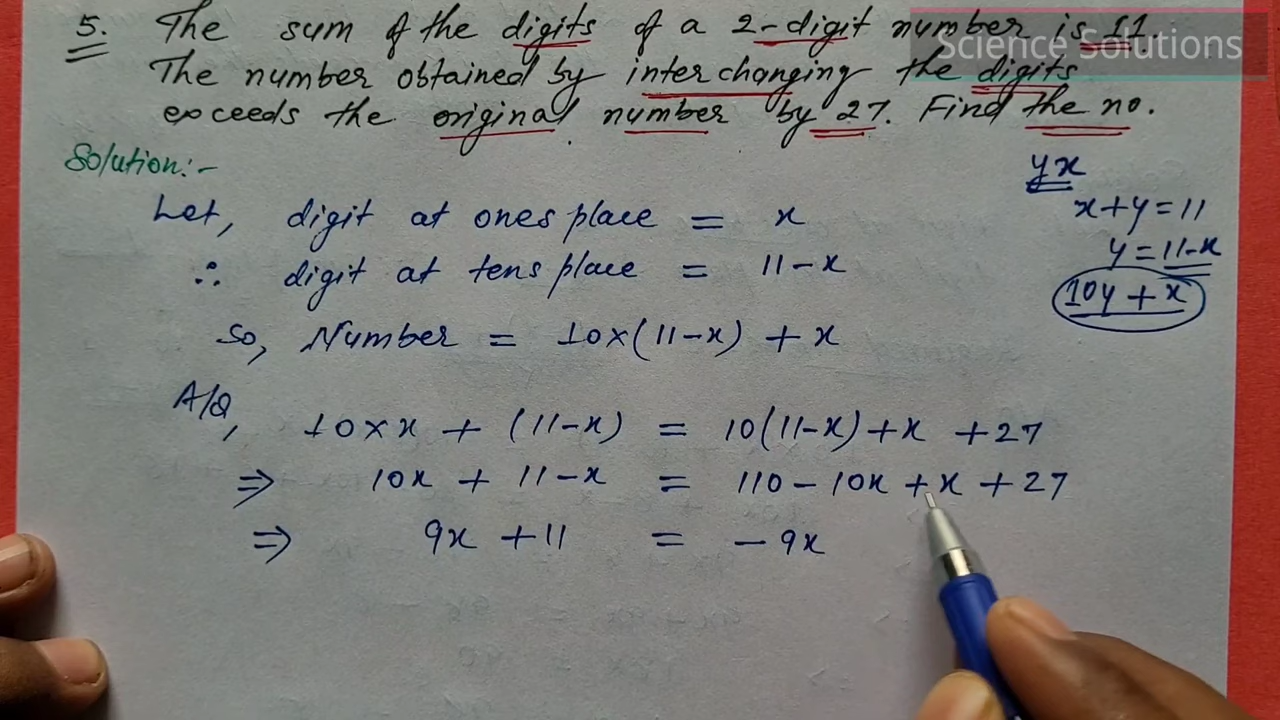 5. The sum of the digits of a 2-digit number is 11.
Science Solutions
The number obtained by interchanging the digits
exceeds the original number by 27. Find the no.
Solution:-
yx
Let, digit at ones place = x
x+y=11
∴ digit at tens place = 11-x
y=11-x
10y + x
So, Number = 10×(11-x) + x
A/Q,
10×x + (11-x) = 10(11-x)+x +27
⇒ 10x + 11-x = 110-10x+x+27
⇒ 9x +11 = -9x